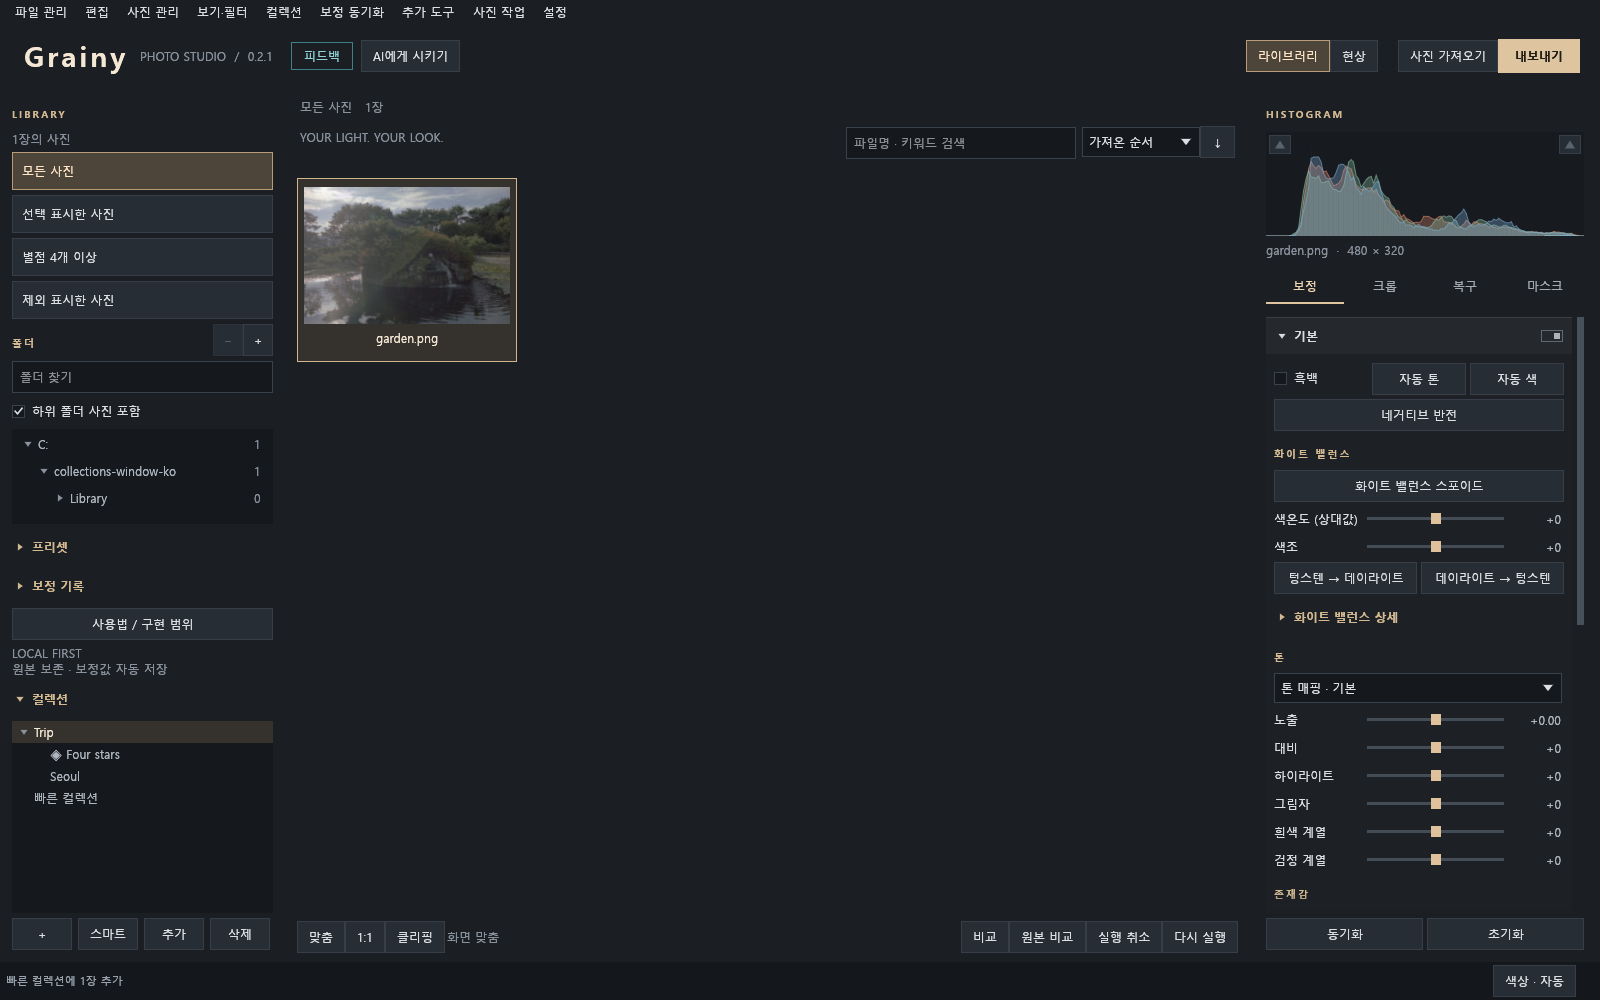 파일 관리 편집 사진 관리 보기·필터 컬렉션 보정 동기화 추가 도구 사진 작업 설정
Grainy PHOTO STUDIO / 0.2.1 피드백 AI에게 시키기 라이브러리 현상 사진 가져오기 내보내기
LIBRARY
1장의 사진
모든 사진
선택 표시한 사진
별점 4개 이상
제외 표시한 사진
폴더 − +
폴더 찾기
하위 폴더 사진 포함
C: 1
collections-window-ko 1
Library 0
프리셋
보정 기록
사용법 / 구현 범위
LOCAL FIRST
원본 보존 · 보정값 자동 저장
컬렉션
Trip
Four stars
Seoul
빠른 컬렉션
+ 스마트 추가 삭제
모든 사진 1장
YOUR LIGHT. YOUR LOOK.
파일명 · 키워드 검색 가져온 순서 ↓
garden.png
맞춤 1:1 클리핑 화면 맞춤 비교 원본 비교 실행 취소 다시 실행
HISTOGRAM
garden.png · 480 × 320
보정 크롭 복구 마스크
기본
흑백 자동 톤 자동 색
네거티브 반전
화이트 밸런스
화이트 밸런스 스포이드
색온도 (상대값) +0
색조 +0
텅스텐 → 데이라이트 데이라이트 → 텅스텐
화이트 밸런스 상세
톤
톤 매핑 · 기본
노출 +0.00
대비 +0
하이라이트 +0
그림자 +0
흰색 계열 +0
검정 계열 +0
존재감
동기화 초기화
빠른 컬렉션에 1장 추가 색상 · 자동